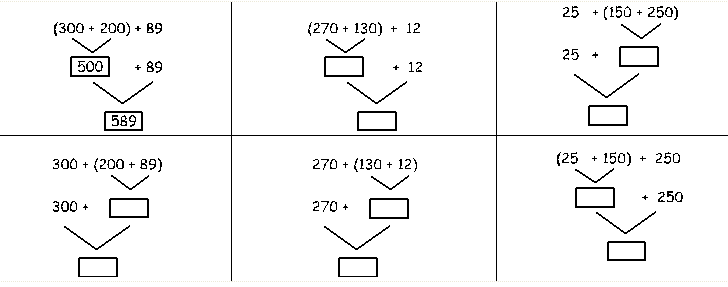 (300 + 200) + 89
500 + 89
589
(270 + 130) + 12
+ 12
25 + (150 + 250)
25 +
300 + (200 + 89)
300 +
270 + (130 + 12)
270 +
(25 + 150) + 250
+ 250